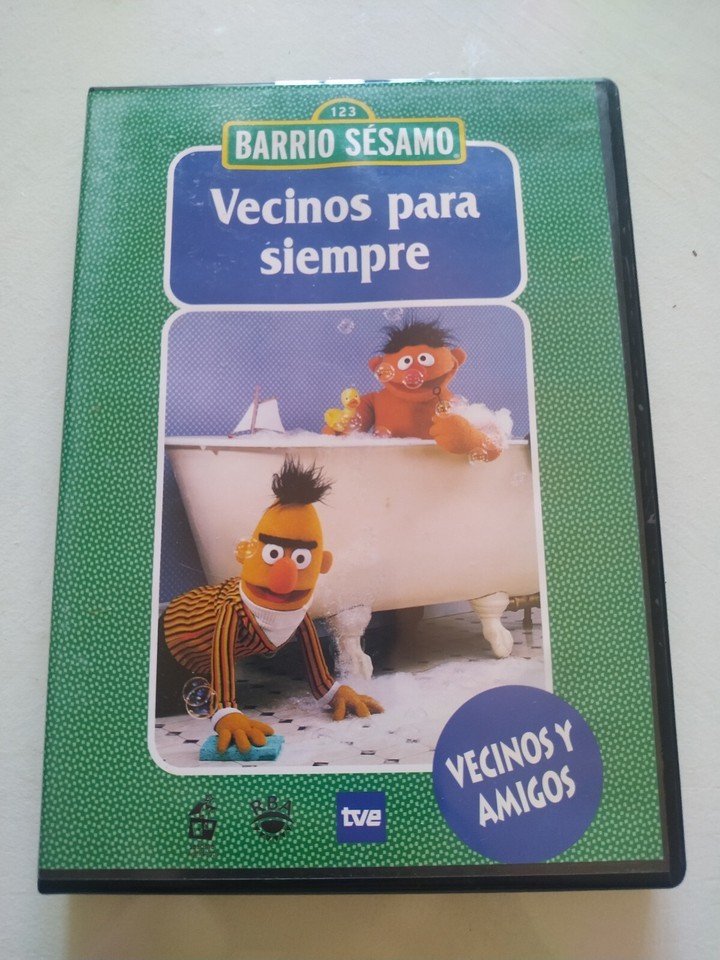 123
BARRIO SÉSAMO
Vecinos para
siempre
VECINOS Y
AMIGOS
RBA
tve